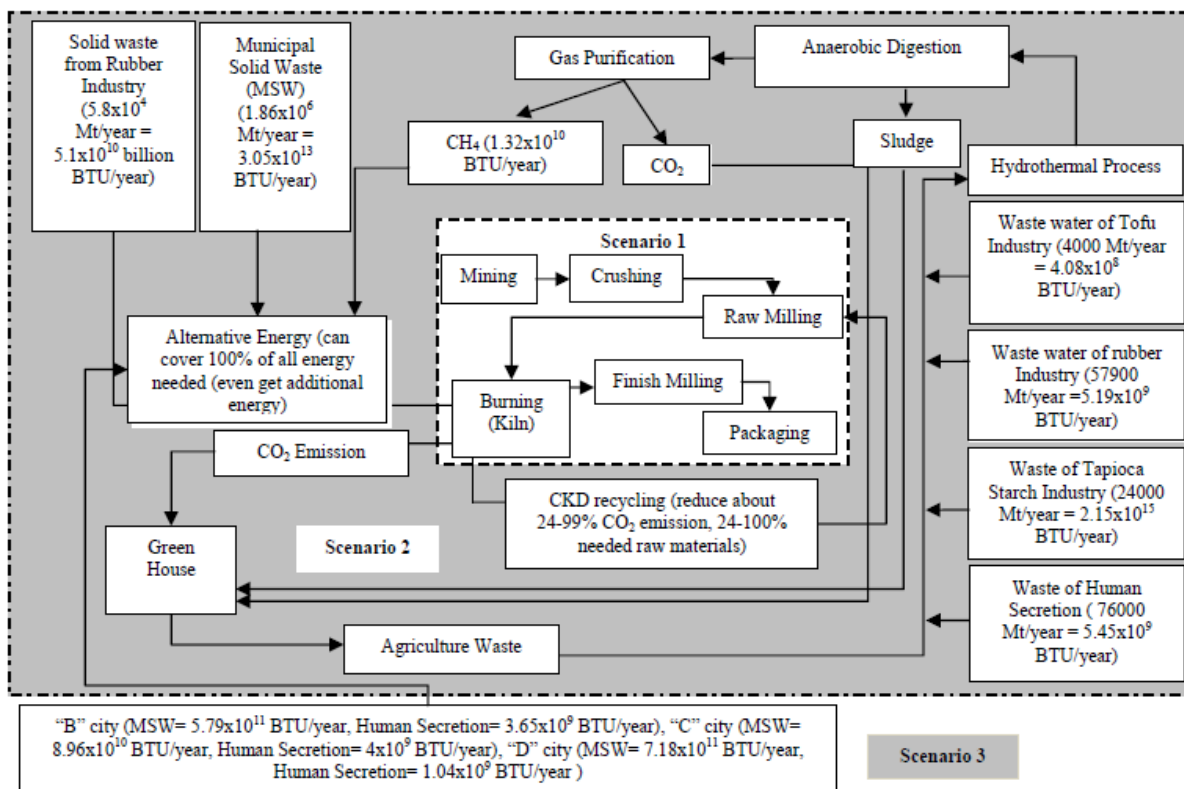 Solid waste
from Rubber
Industry
(5.8x10⁴
Mt/year =
5.1x10¹⁰ billion
BTU/year)
Municipal
Solid Waste
(MSW)
(1.86x10⁶
Mt/year =
3.05x10¹³
BTU/year)
Gas Purification
Anaerobic Digestion
CH₄ (1.32x10¹⁰
BTU/year)
CO₂
Sludge
Hydrothermal Process
Scenario 1
Mining
Crushing
Raw Milling
Burning
(Kiln)
Finish Milling
Packaging
Waste water of Tofu
Industry (4000 Mt/year
= 4.08x10⁸
BTU/year)
Alternative Energy (can
cover 100% of all energy
needed (even get additional
energy)
Waste water of rubber
Industry (57900
Mt/year =5.19x10⁹
BTU/year)
CO₂ Emission
CKD recycling (reduce about
24-99% CO₂ emission, 24-100%
needed raw materials)
Waste of Tapioca
Starch Industry (24000
Mt/year = 2.15x10¹⁵
BTU/year)
Scenario 2
Green
House
Waste of Human
Secretion ( 76000
Mt/year = 5.45x10⁹
BTU/year)
Agriculture Waste
“B” city (MSW= 5.79x10¹¹ BTU/year, Human Secretion= 3.65x10⁹ BTU/year), “C” city (MSW=
8.96x10¹⁰ BTU/year, Human Secretion= 4x10⁹ BTU/year), “D” city (MSW= 7.18x10¹¹ BTU/year,
Human Secretion= 1.04x10⁹ BTU/year )
Scenario 3